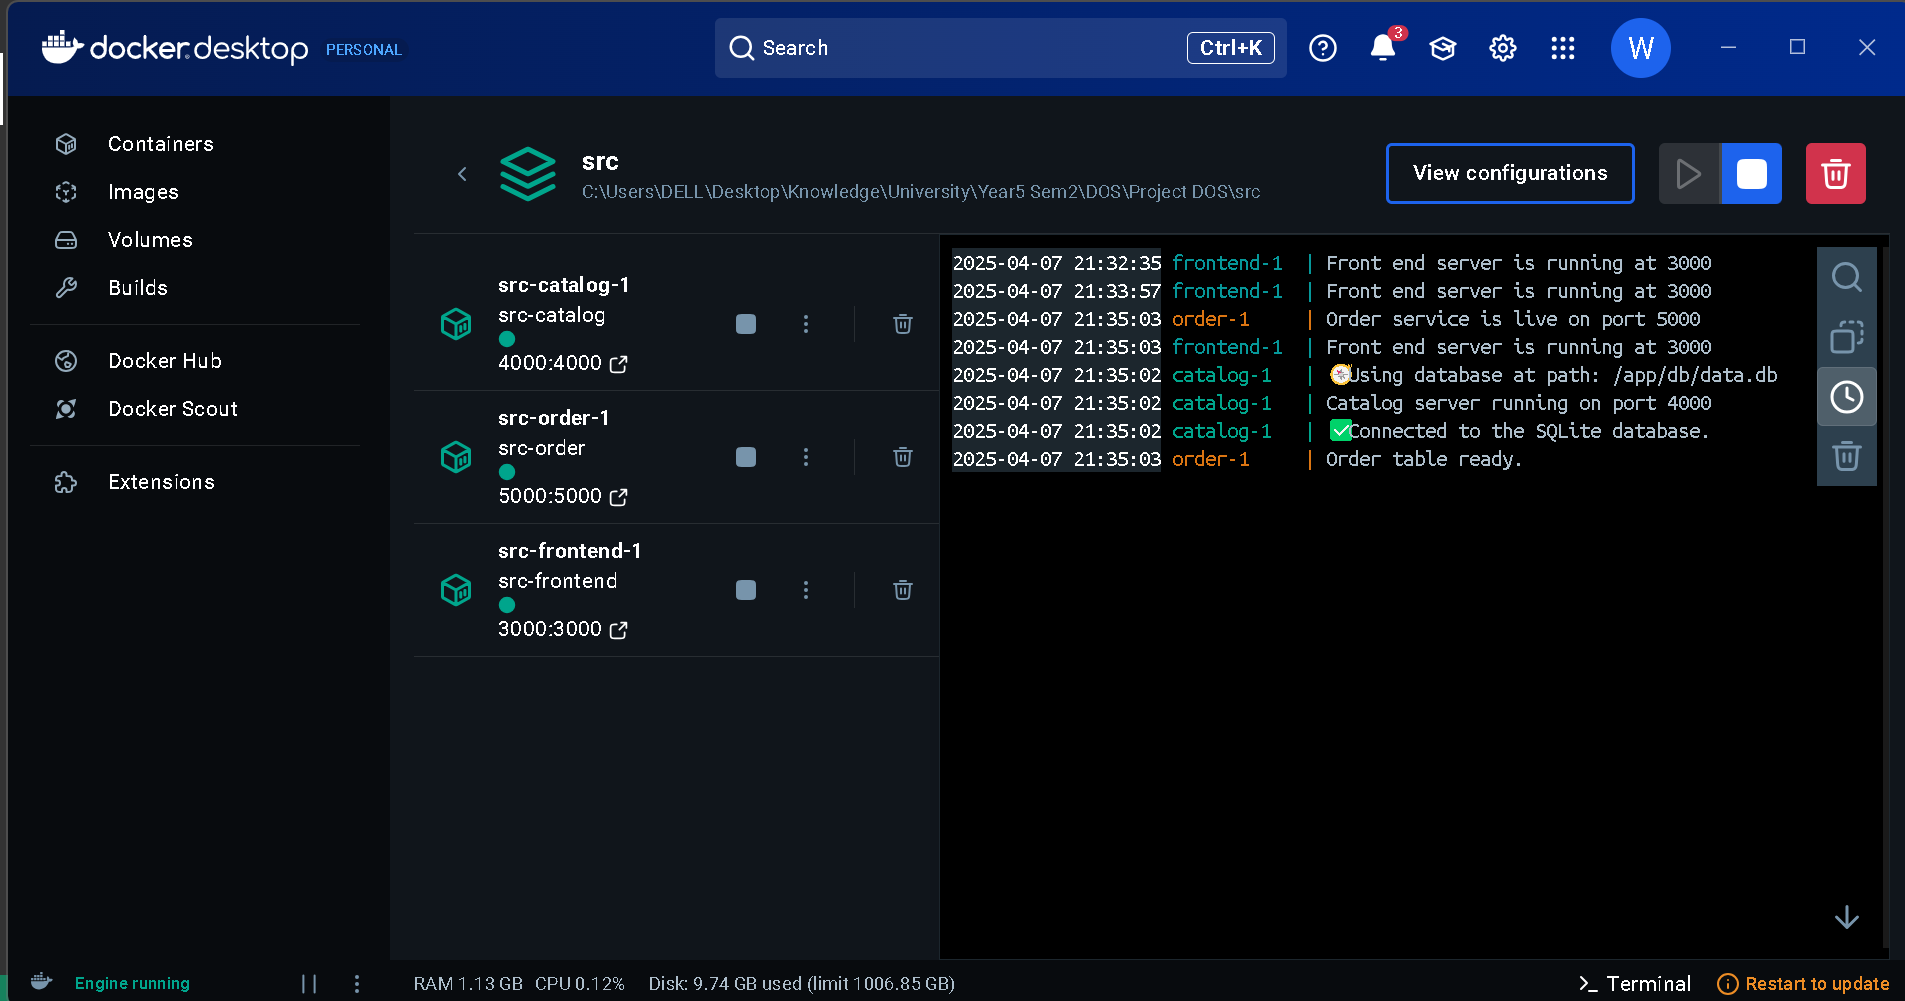 docker.desktop PERSONAL
Search Ctrl+K
3
W
Containers
Images
Volumes
Builds
Docker Hub
Docker Scout
Extensions
src
C:\Users\DELL\Desktop\Knowledge\University\Year5 Sem2\DOS\Project DOS\src
View configurations
src-catalog-1
src-catalog
4000:4000
src-order-1
src-order
5000:5000
src-frontend-1
src-frontend
3000:3000
2025-04-07 21:32:35 frontend-1 | Front end server is running at 3000
2025-04-07 21:33:57 frontend-1 | Front end server is running at 3000
2025-04-07 21:35:03 order-1 | Order service is live on port 5000
2025-04-07 21:35:03 frontend-1 | Front end server is running at 3000
2025-04-07 21:35:02 catalog-1 | 🧭Using database at path: /app/db/data.db
2025-04-07 21:35:02 catalog-1 | Catalog server running on port 4000
2025-04-07 21:35:02 catalog-1 | ✅Connected to the SQLite database.
2025-04-07 21:35:03 order-1 | Order table ready.
Engine running
RAM 1.13 GB CPU 0.12% Disk: 9.74 GB used (limit 1006.85 GB)
>_ Terminal
Restart to update